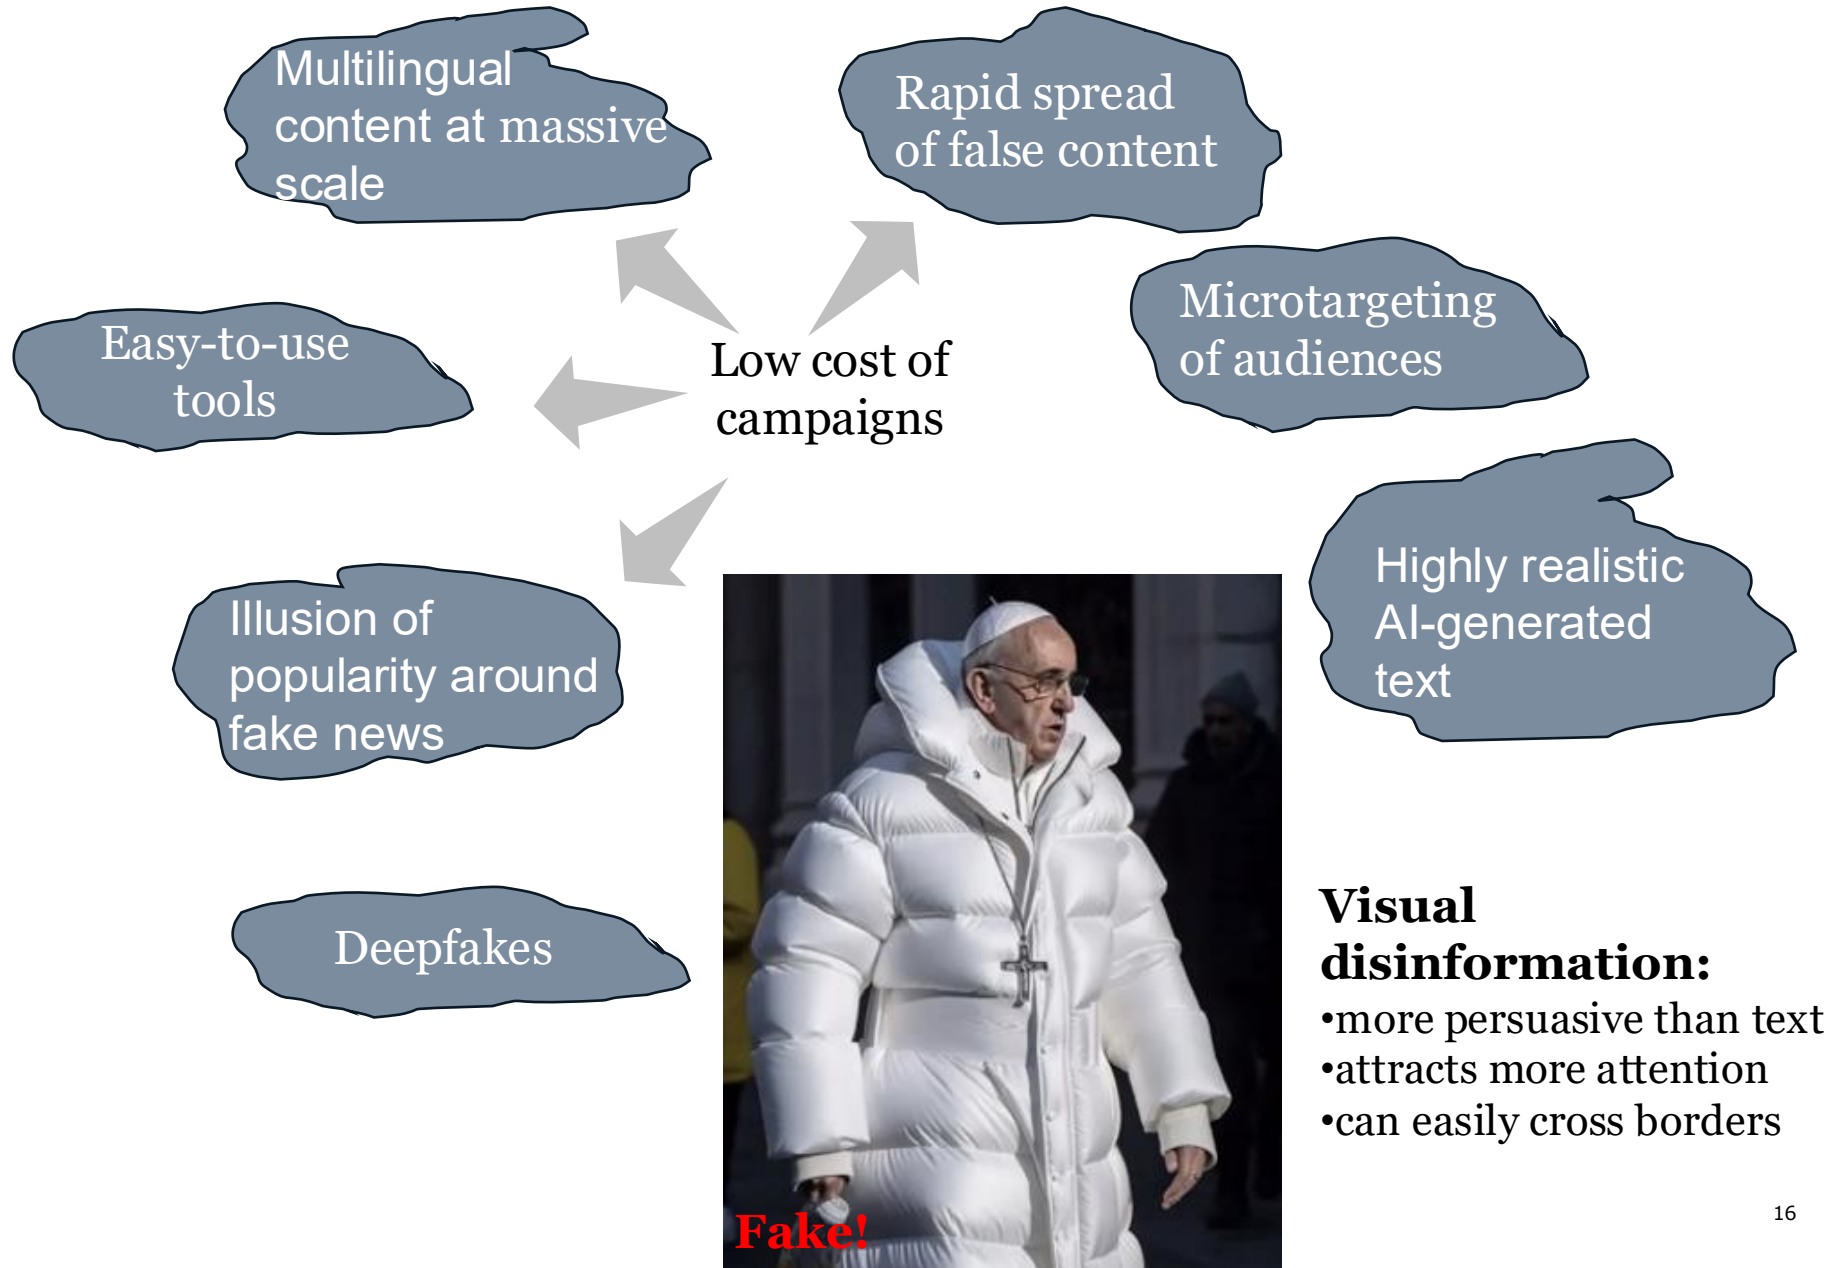 Multilingual
content at massive
scale
Rapid spread
of false content
Microtargeting
of audiences
Easy-to-use
tools
Low cost of
campaigns
Highly realistic
AI-generated
text
Illusion of
popularity around
fake news
Deepfakes
Visual
disinformation:
•more persuasive than text
•attracts more attention
•can easily cross borders
Fake!
16